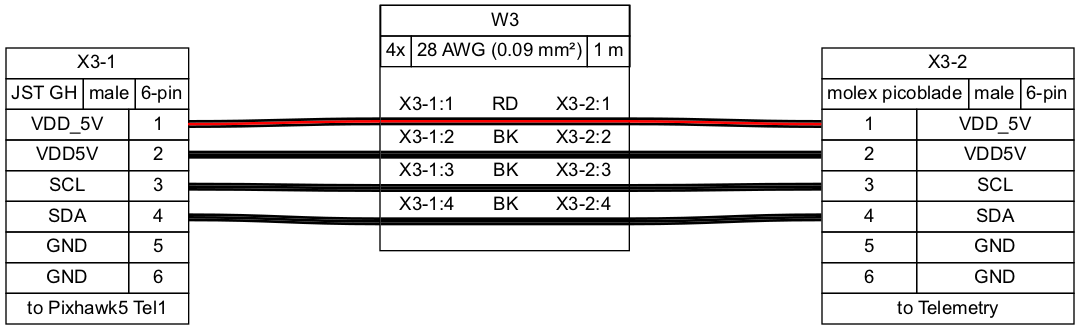 W3
4x 28 AWG (0.09 mm²) 1 m
X3-1
JST GH male 6-pin
VDD_5V 1
VDD5V 2
SCL 3
SDA 4
GND 5
GND 6
to Pixhawk5 Tel1
X3-1:1 RD X3-2:1
X3-1:2 BK X3-2:2
X3-1:3 BK X3-2:3
X3-1:4 BK X3-2:4
X3-2
molex picoblade male 6-pin
1 VDD_5V
2 VDD5V
3 SCL
4 SDA
5 GND
6 GND
to Telemetry